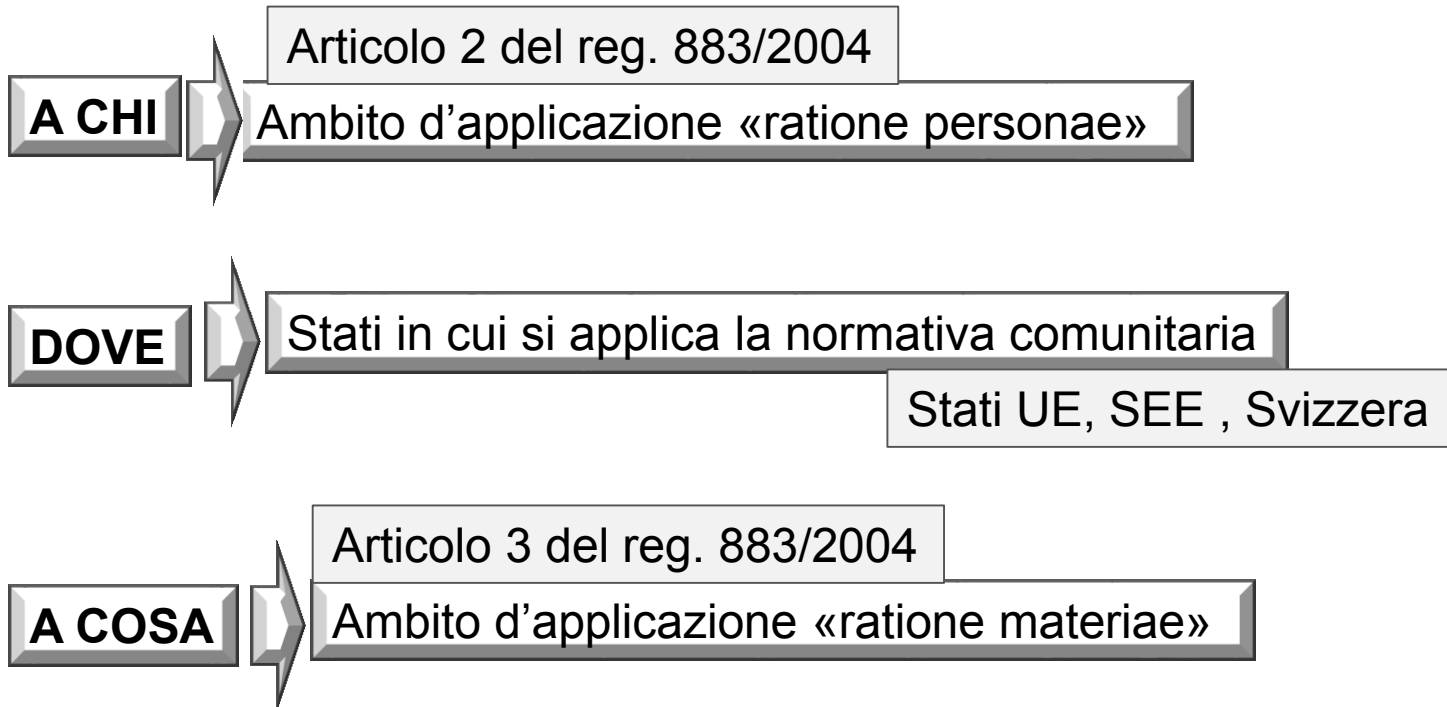 Articolo 2 del reg. 883/2004
A CHI
Ambito d’applicazione «ratione personae»
DOVE
Stati in cui si applica la normativa comunitaria
Stati UE, SEE , Svizzera
Articolo 3 del reg. 883/2004
A COSA
Ambito d’applicazione «ratione materiae»